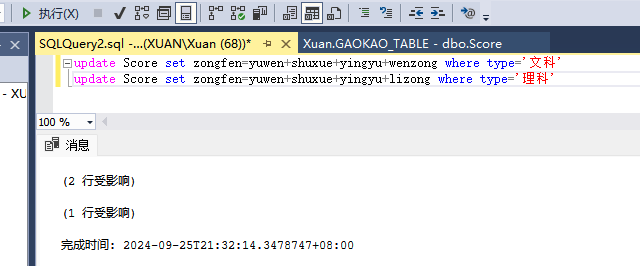 执行(X)
SQLQuery2.sql -...(XUAN\Xuan (68))*
Xuan.GAOKAO_TABLE - dbo.Score
update Score set zongfen=yuwen+shuxue+yingyu+wenzong where type='文科'
update Score set zongfen=yuwen+shuxue+yingyu+lizong where type='理科'
- XU
100 %
消息
(2 行受影响)
(1 行受影响)
完成时间: 2024-09-25T21:32:14.3478747+08:00